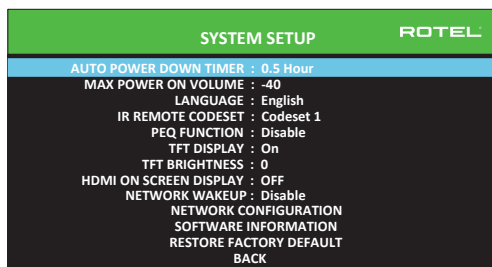 SYSTEM SETUP
ROTEL
AUTO POWER DOWN TIMER : 0.5 Hour
MAX POWER ON VOLUME : -40
LANGUAGE : English
IR REMOTE CODESET : Codeset 1
PEQ FUNCTION : Disable
TFT DISPLAY : On
TFT BRIGHTNESS : 0
HDMI ON SCREEN DISPLAY : OFF
NETWORK WAKEUP : Disable
NETWORK CONFIGURATION
SOFTWARE INFORMATION
RESTORE FACTORY DEFAULT
BACK